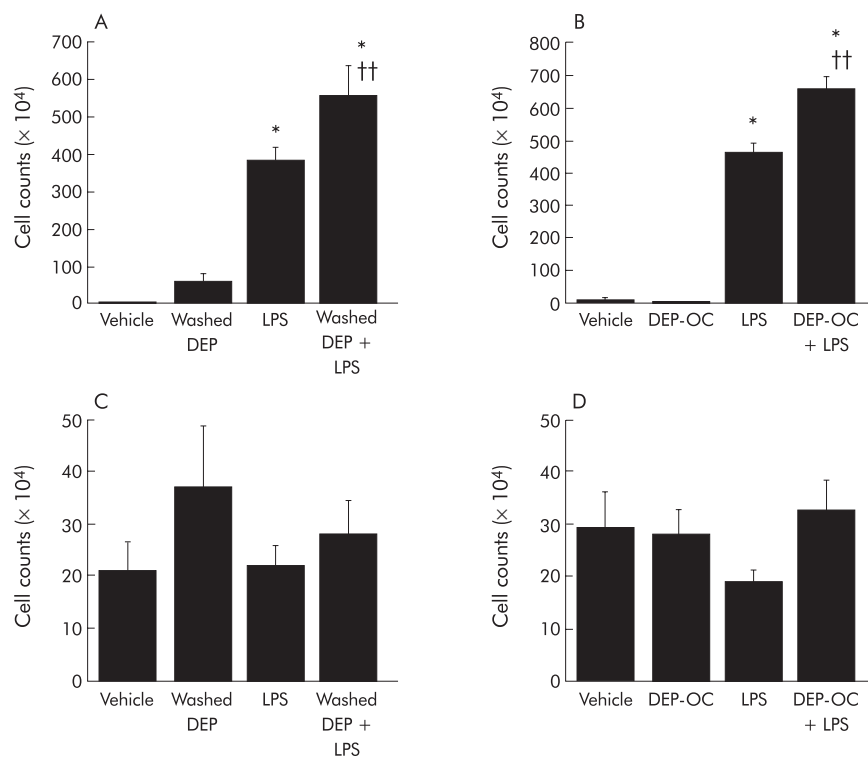 A
Cell counts (× 10⁴)
700
600
500
400
300
200
100
0
*
*
††
Vehicle
Washed
DEP
LPS
Washed
DEP +
LPS
B
Cell counts (× 10⁴)
800
700
600
500
400
300
200
100
0
*
*
††
Vehicle
DEP-OC
LPS
DEP-OC
+ LPS
C
Cell counts (× 10⁴)
50
40
30
20
10
0
Vehicle
Washed
DEP
LPS
Washed
DEP +
LPS
D
Cell counts (× 10⁴)
50
40
30
20
10
0
Vehicle
DEP-OC
LPS
DEP-OC
+ LPS